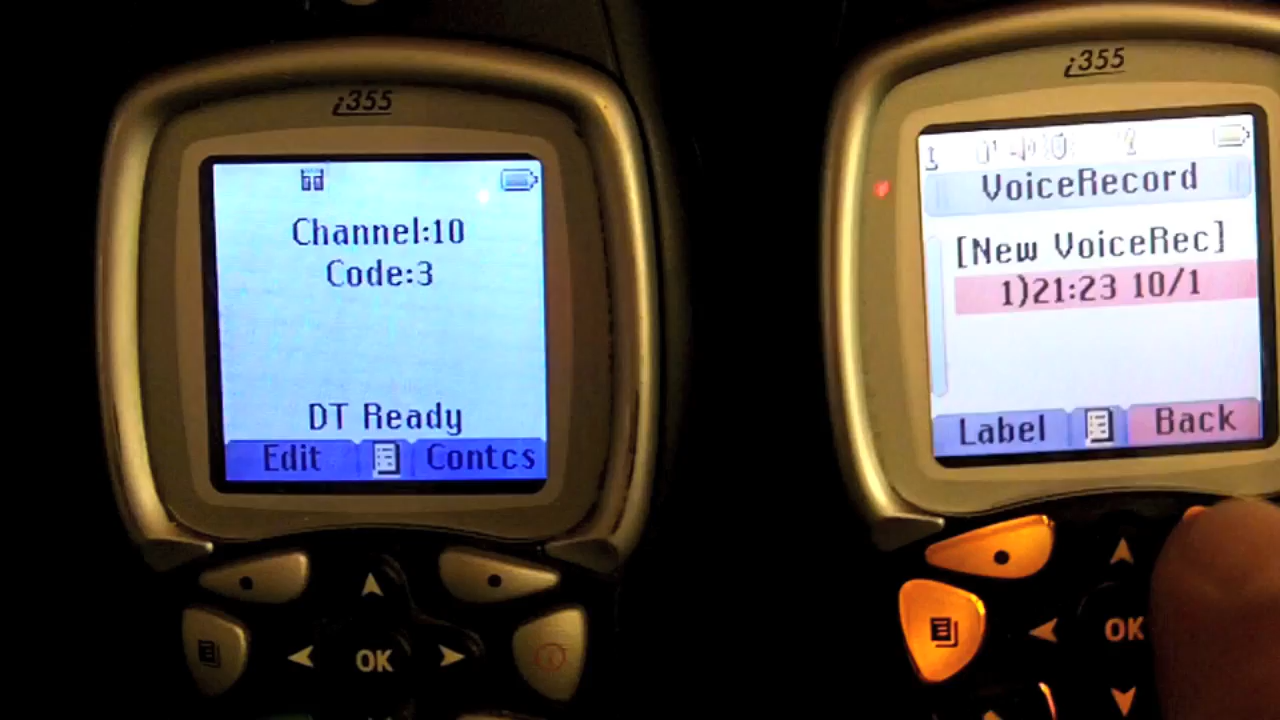 i355
Channel:10
Code:3
DT Ready
Edit
Contcs
OK
i355
VoiceRecord
[New VoiceRec]
1)21:23 10/1
Label
Back
OK